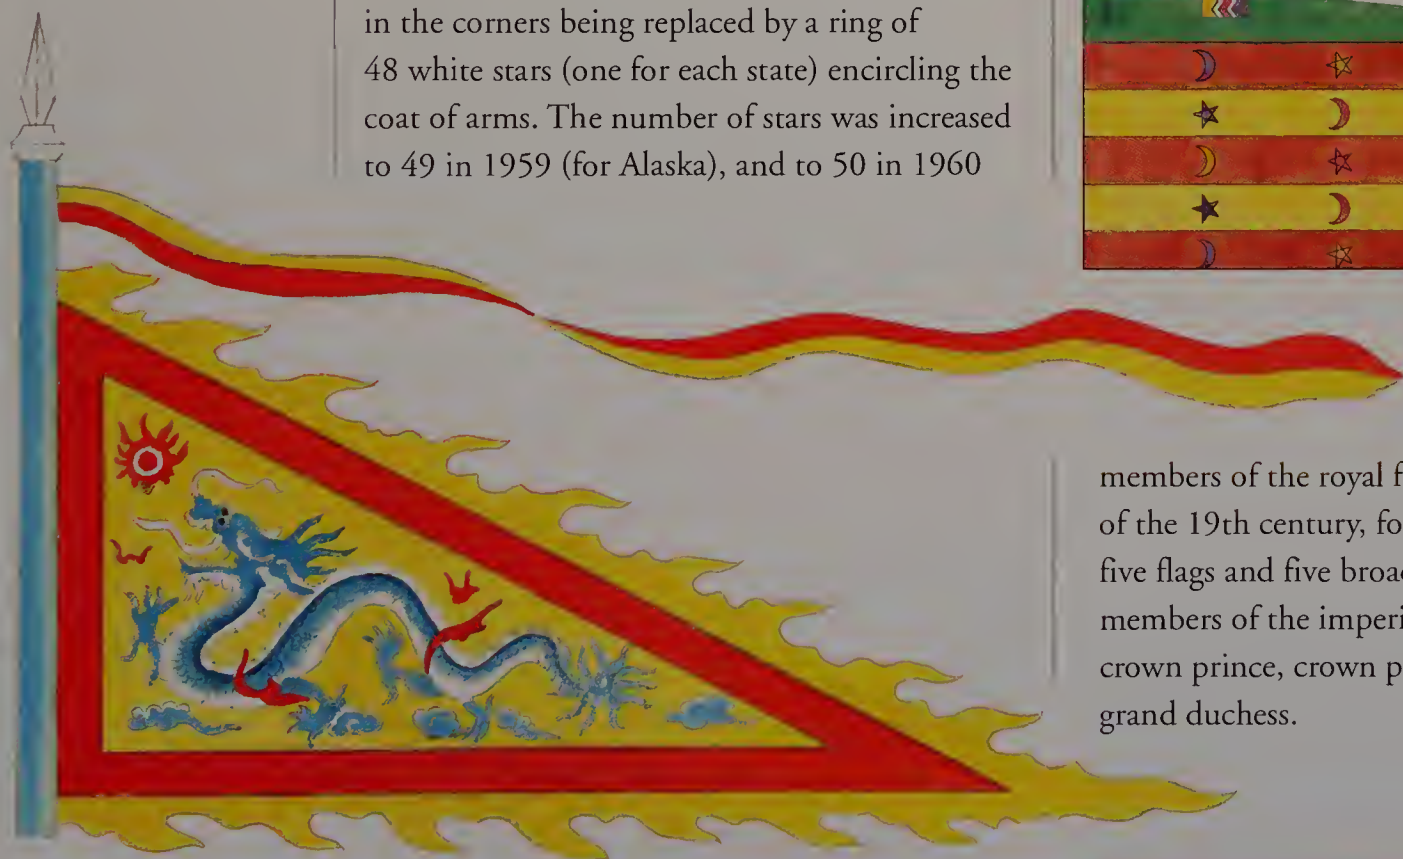 in the corners being replaced by a ring of
48 white stars (one for each state) encircling the
coat of arms. The number of stars was increased
to 49 in 1959 (for Alaska), and to 50 in 1960
members of the royal f
of the 19th century, fo
five flags and five broa
members of the imperi
crown prince, crown p
grand duchess.